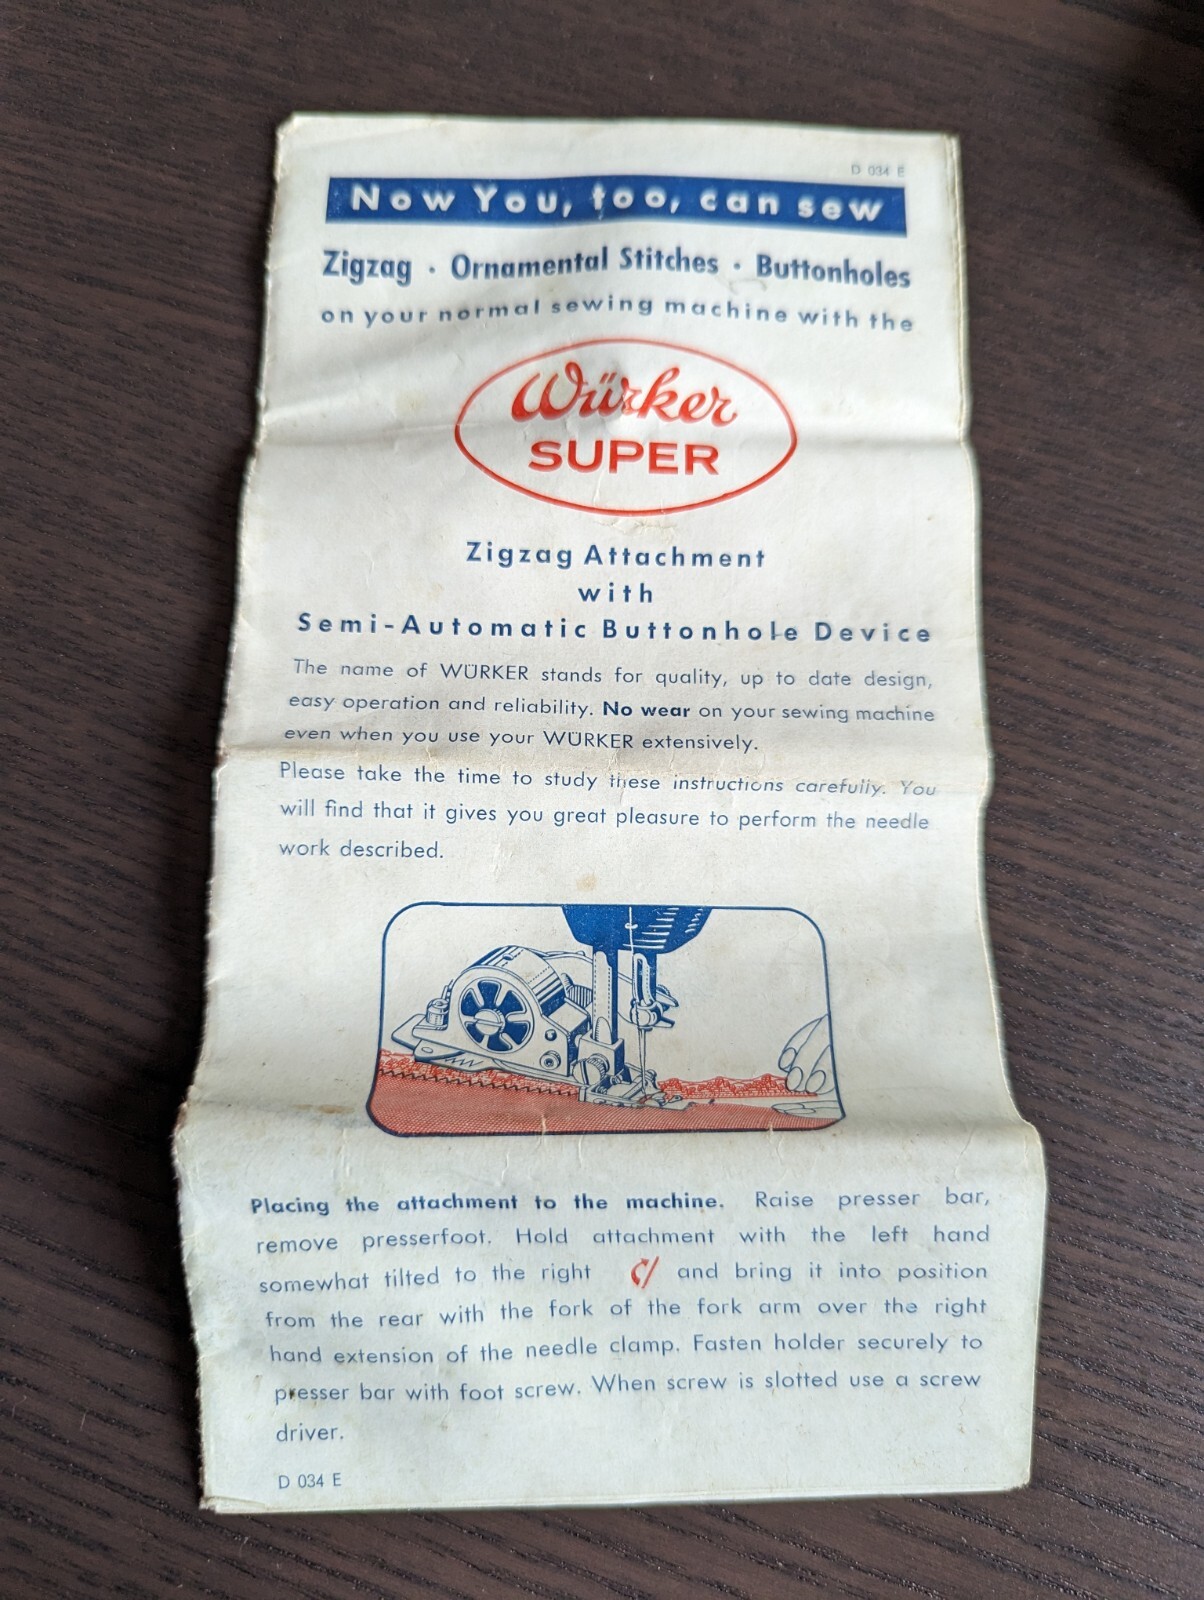 D 034 E
Now You, too, can sew
Zigzag · Ornamental Stitches · Buttonholes
on your normal sewing machine with the
Würker
SUPER
Zigzag Attachment
with
Semi-Automatic Buttonhole Device
The name of WÜRKER stands for quality, up to date design,
easy operation and reliability. No wear on your sewing machine
even when you use your WÜRKER extensively.
Please take the time to study these instructions carefully. You
will find that it gives you great pleasure to perform the needle
work described.
Placing the attachment to the machine. Raise presser bar,
remove presserfoot. Hold attachment with the left hand
somewhat tilted to the right and bring it into position
from the rear with the fork of the fork arm over the right
hand extension of the needle clamp. Fasten holder securely to
presser bar with foot screw. When screw is slotted use a screw
driver.
D 034 E